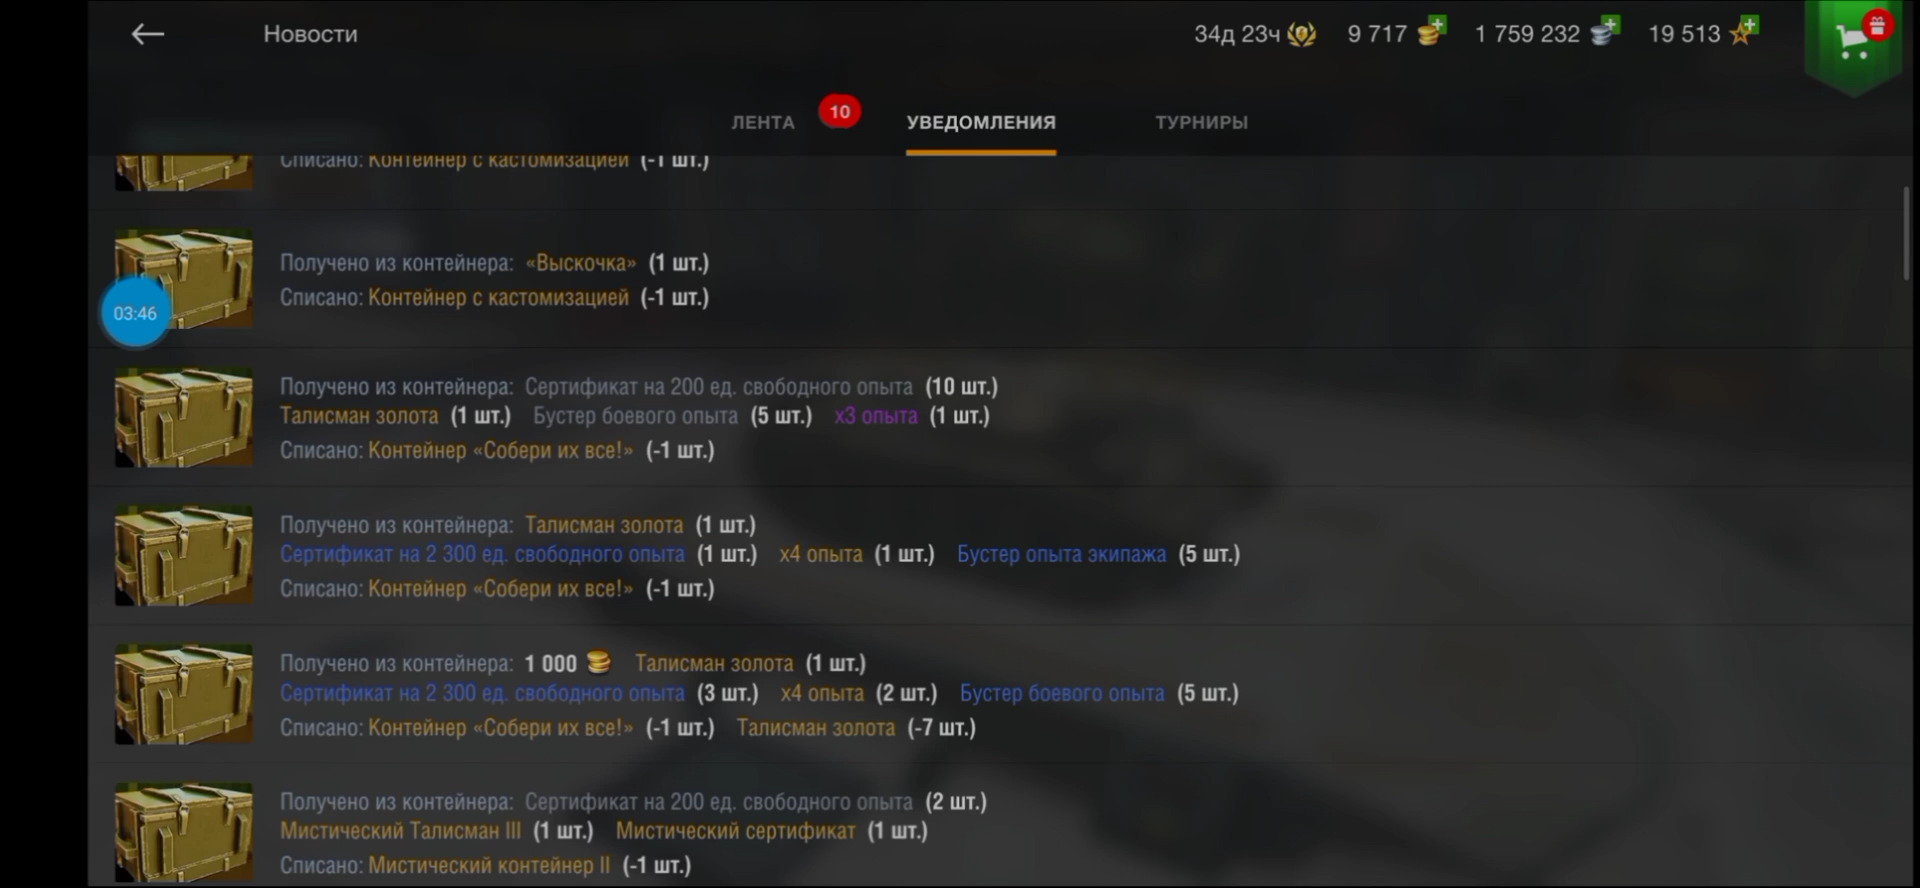 Новости
34д 23ч 9 717 1 759 232 19 513
ЛЕНТА 10 УВЕДОМЛЕНИЯ ТУРНИРЫ
Списано: Контейнер с кастомизацией (-1 шт.)
Получено из контейнера: «Выскочка» (1 шт.)
Списано: Контейнер с кастомизацией (-1 шт.)
03:46
Получено из контейнера: Сертификат на 200 ед. свободного опыта (10 шт.)
Талисман золота (1 шт.) Бустер боевого опыта (5 шт.) x3 опыта (1 шт.)
Списано: Контейнер «Собери их все!» (-1 шт.)
Получено из контейнера: Талисман золота (1 шт.)
Сертификат на 2 300 ед. свободного опыта (1 шт.) x4 опыта (1 шт.) Бустер опыта экипажа (5 шт.)
Списано: Контейнер «Собери их все!» (-1 шт.)
Получено из контейнера: 1 000 Талисман золота (1 шт.)
Сертификат на 2 300 ед. свободного опыта (3 шт.) x4 опыта (2 шт.) Бустер боевого опыта (5 шт.)
Списано: Контейнер «Собери их все!» (-1 шт.) Талисман золота (-7 шт.)
Получено из контейнера: Сертификат на 200 ед. свободного опыта (2 шт.)
Мистический Талисман III (1 шт.) Мистический сертификат (1 шт.)
Списано: Мистический контейнер II (-1 шт.)